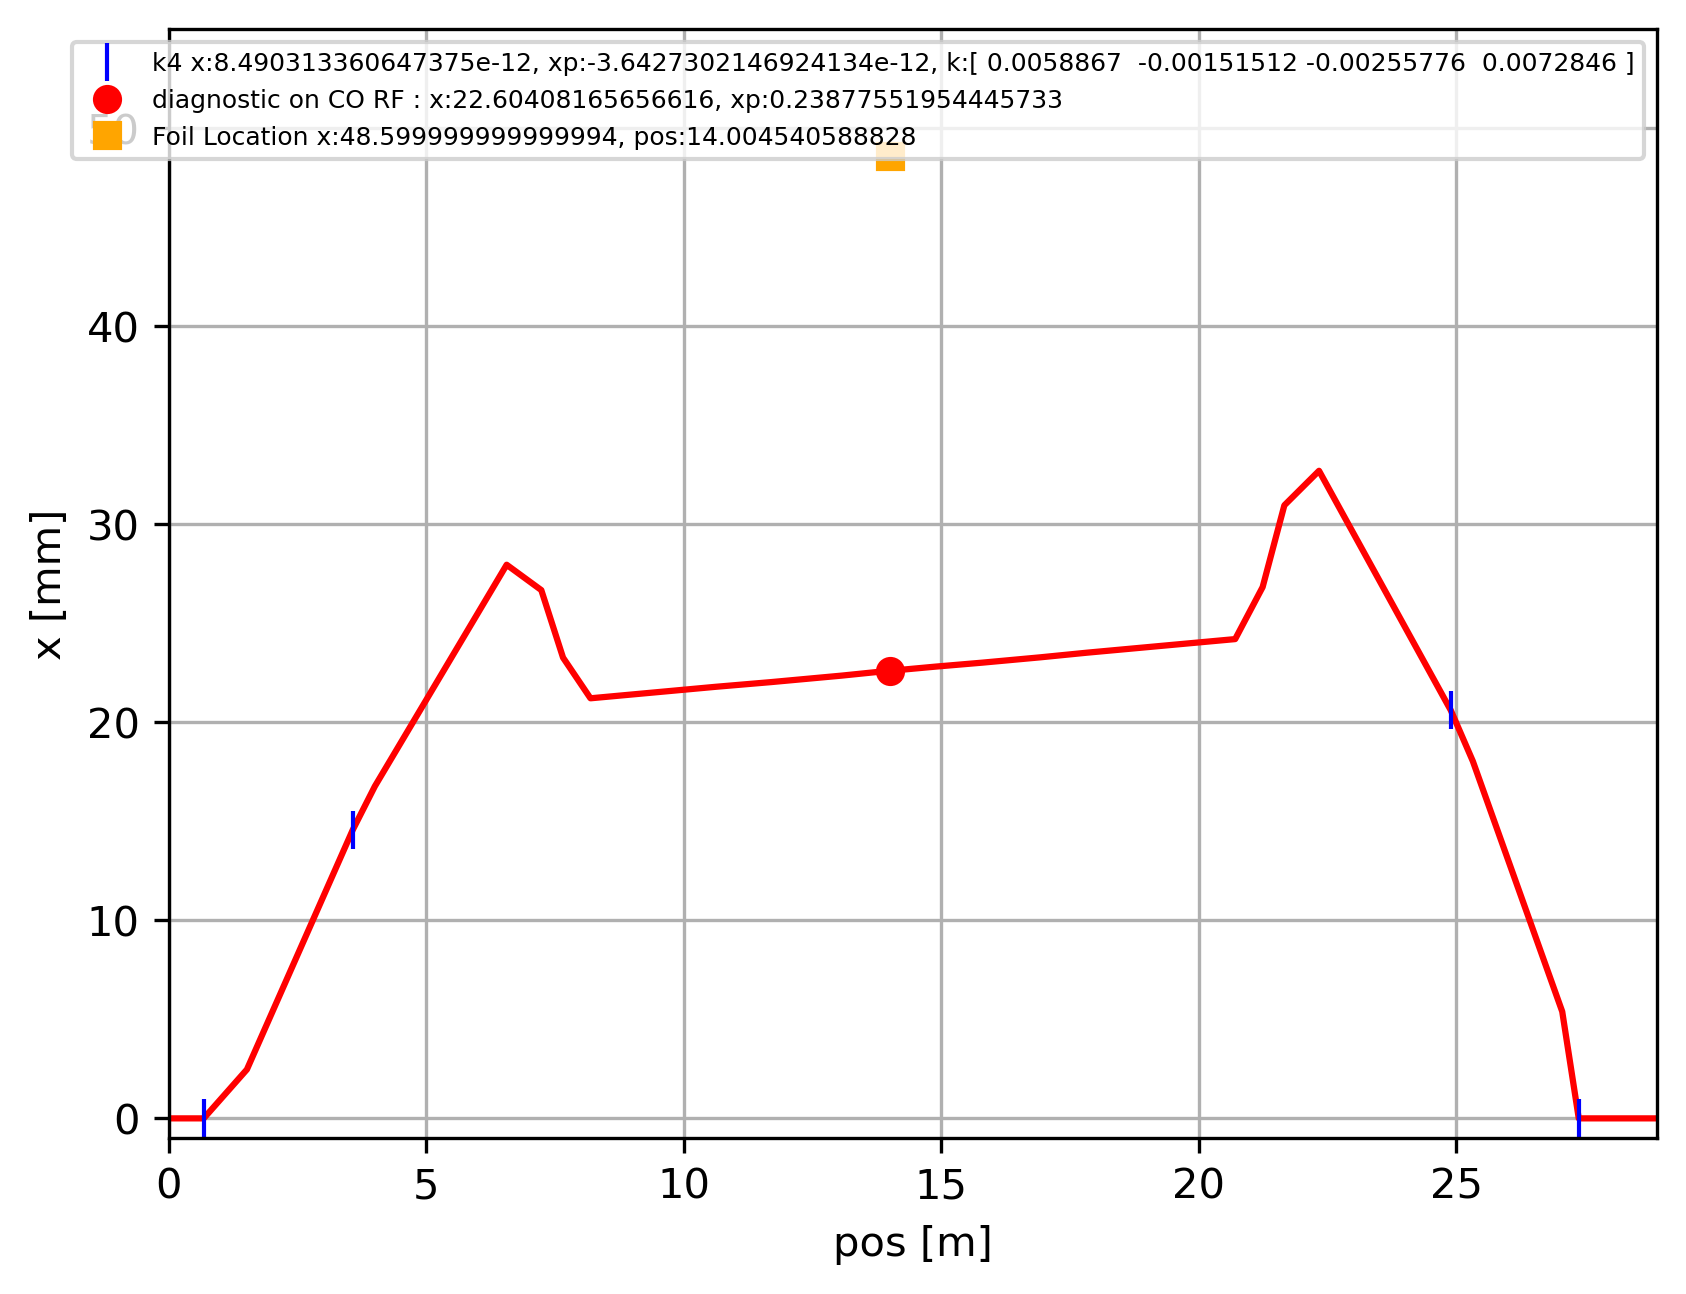 k4 x:8.490313360647375e-12, xp:-3.6427302146924134e-12, k:[ 0.0058867  -0.00151512 -0.00255776  0.0072846 ]
diagnostic on CO RF : x:22.60408165656616, xp:0.23877551954445733
Foil Location x:48.599999999999994, pos:14.004540588828
50
40
30
20
10
0
x [mm]
0 5 10 15 20 25
pos [m]